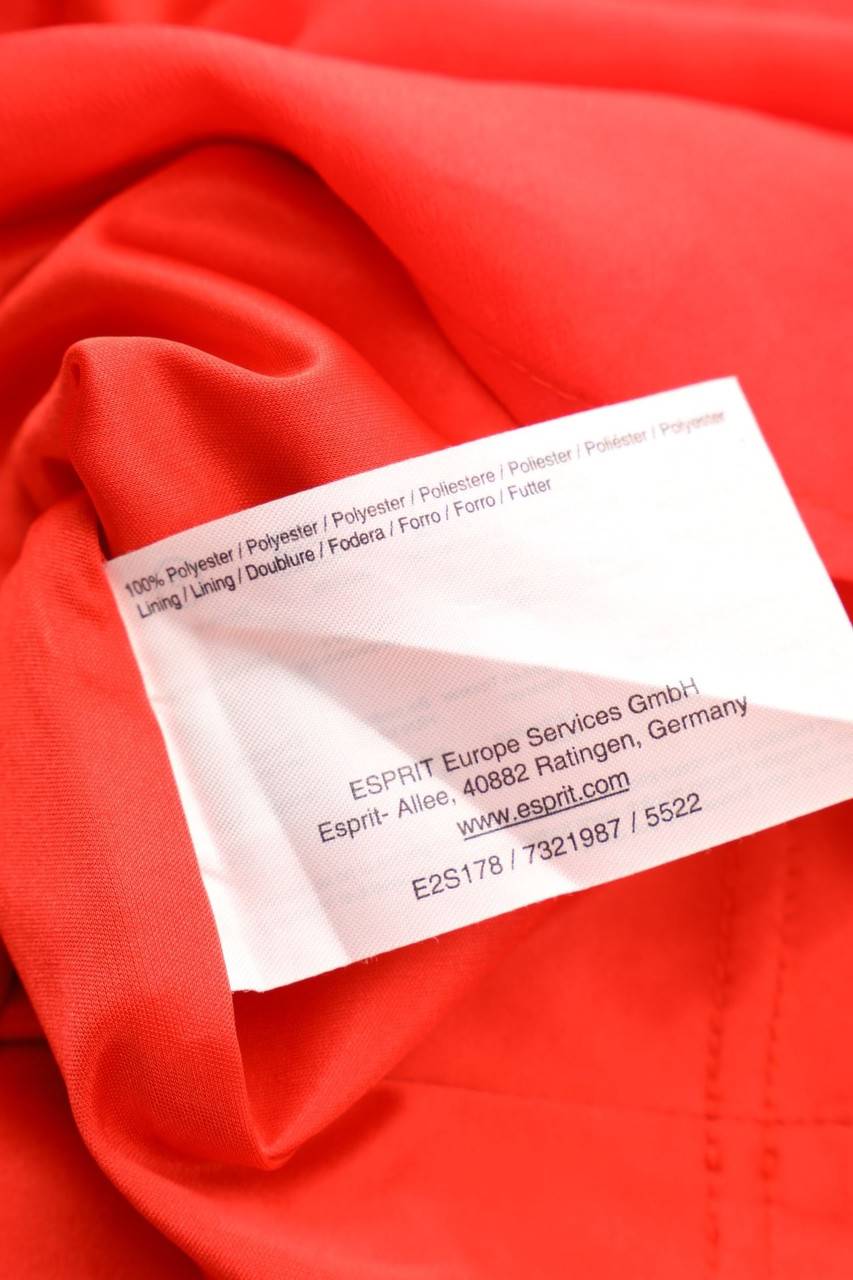 100% Polyester / Polyester / Polyester / Poliestere / Poliester / Poliéster / Polyester
Lining / Lining / Doublure / Fodera / Forro / Forro / Futter
ESPRIT Europe Services GmbH
Esprit- Allee, 40882 Ratingen, Germany
www.esprit.com
E2S178 / 7321987 / 5522